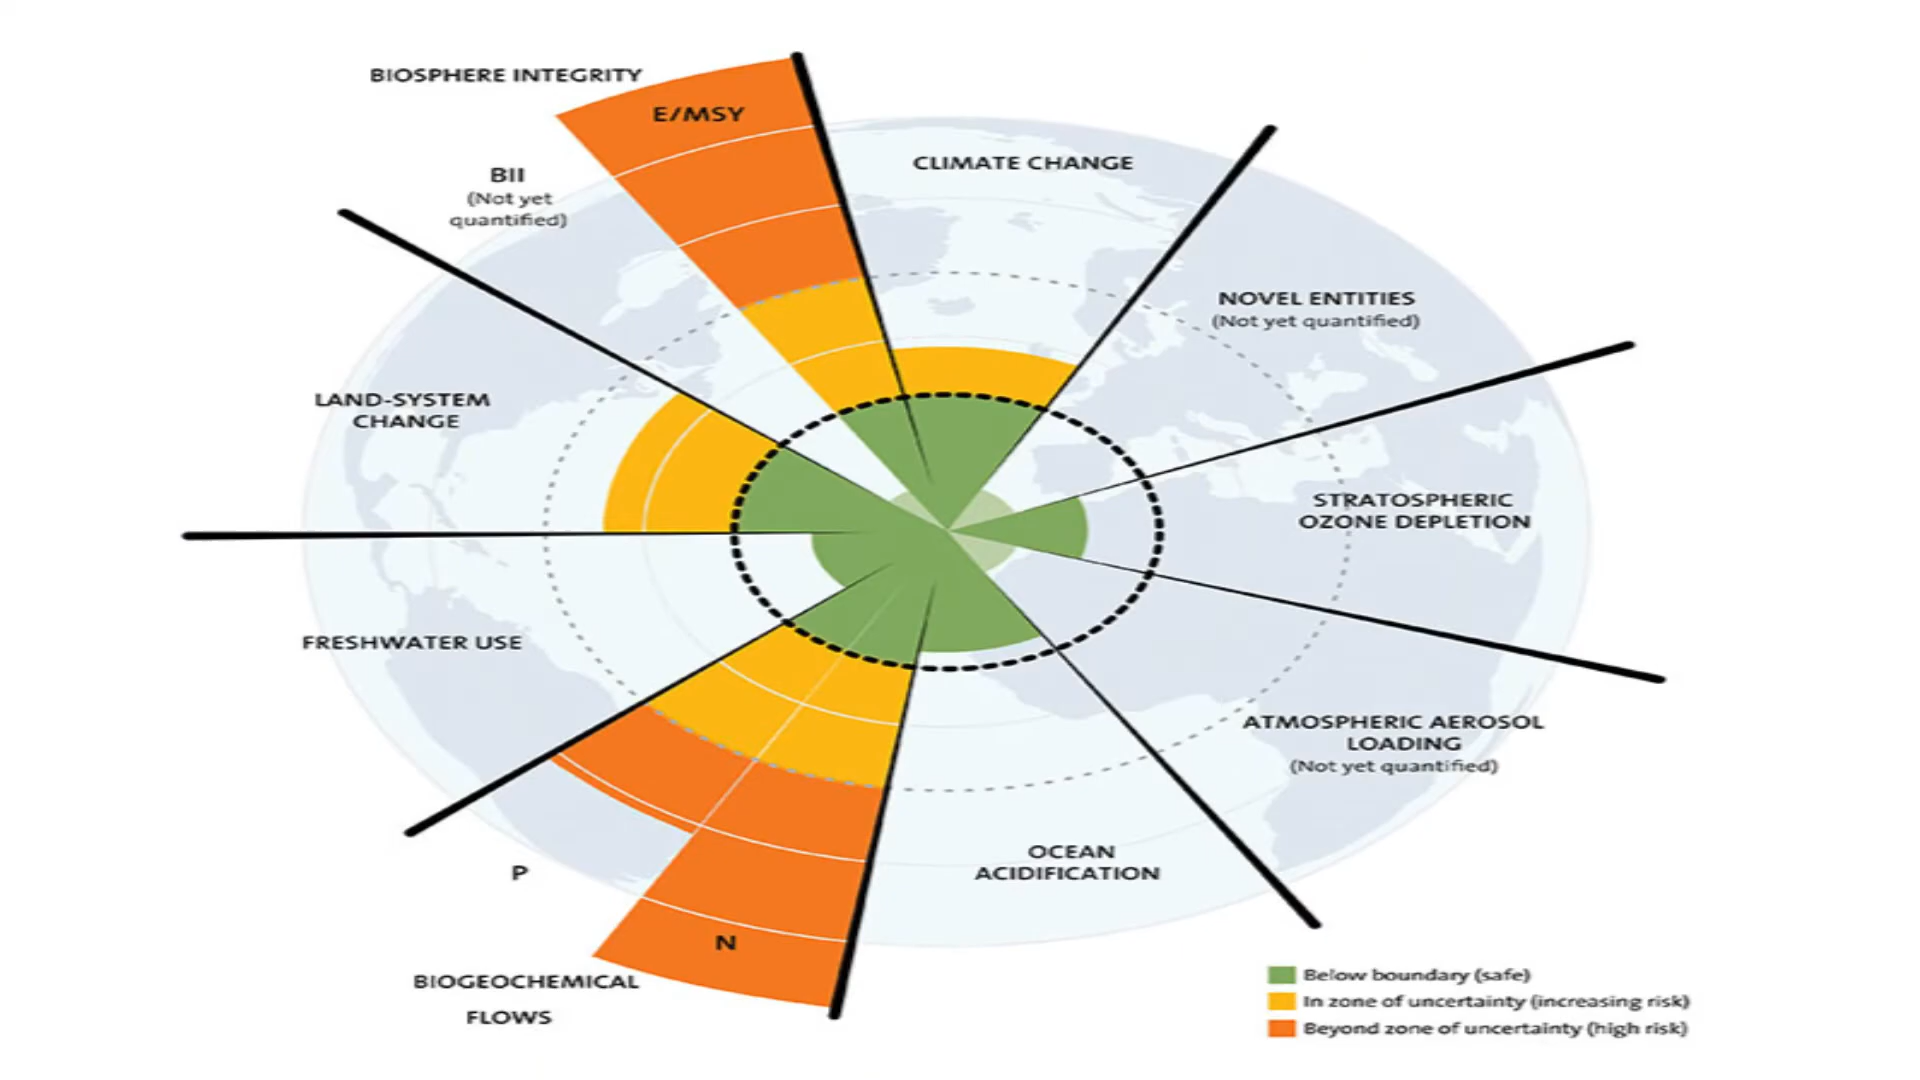 BIOSPHERE INTEGRITY
E/MSY
BII
(Not yet
quantified)
CLIMATE CHANGE
NOVEL ENTITIES
(Not yet quantified)
LAND-SYSTEM
CHANGE
STRATOSPHERIC
OZONE DEPLETION
FRESHWATER USE
ATMOSPHERIC AEROSOL
LOADING
(Not yet quantified)
P
OCEAN
ACIDIFICATION
N
BIOGEOCHEMICAL
FLOWS
Below boundary (safe)
In zone of uncertainty (increasing risk)
Beyond zone of uncertainty (high risk)